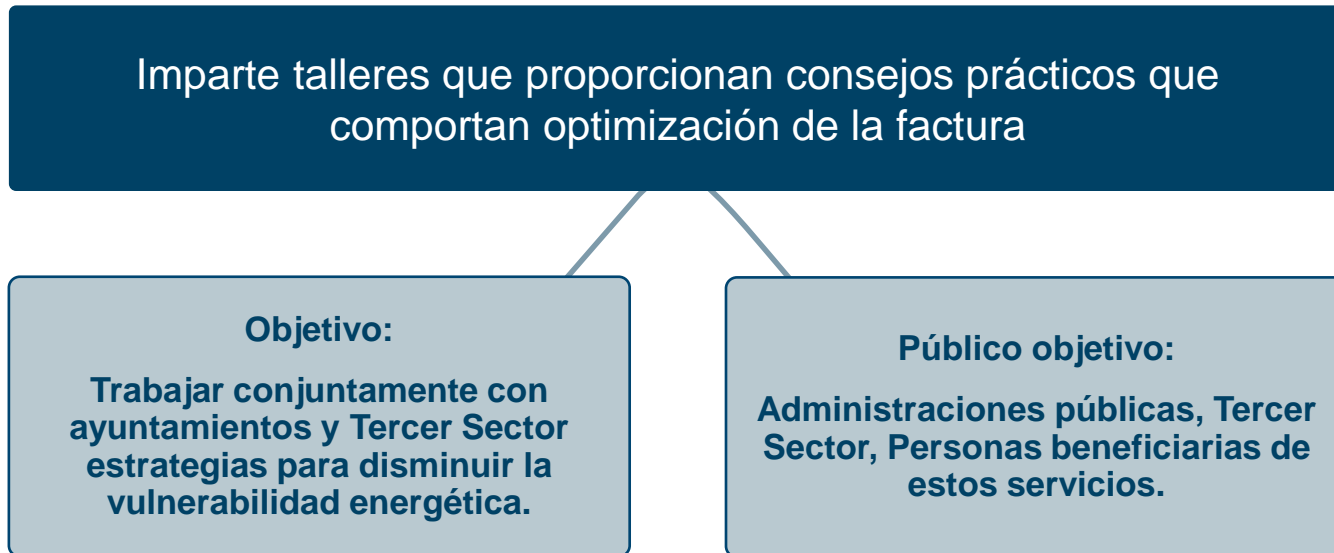 Imparte talleres que proporcionan consejos prácticos que
comportan optimización de la factura
Objetivo:
Trabajar conjuntamente con
ayuntamientos y Tercer Sector
estrategias para disminuir la
vulnerabilidad energética.
Público objetivo:
Administraciones públicas, Tercer
Sector, Personas beneficiarias de
estos servicios.